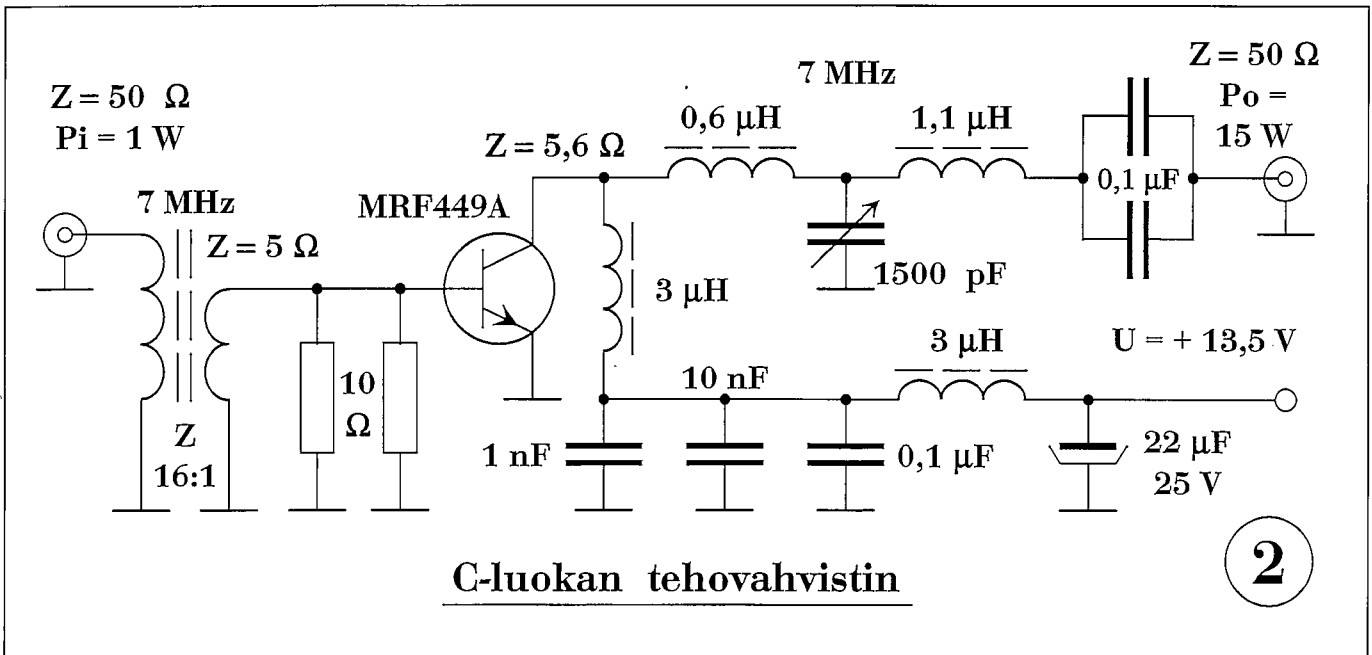 Z = 50 Ω
Pi = 1 W
7 MHz
Z = 5 Ω
Z
16:1
10
Ω
MRF449A
Z = 5,6 Ω
3 µH
0,6 µH
7 MHz
1,1 µH
1500 pF
0,1 µF
Z = 50 Ω
Po =
15 W
1 nF
10 nF
0,1 µF
3 µH
U = + 13,5 V
22 µF
25 V
C-luokan tehovahvistin
2